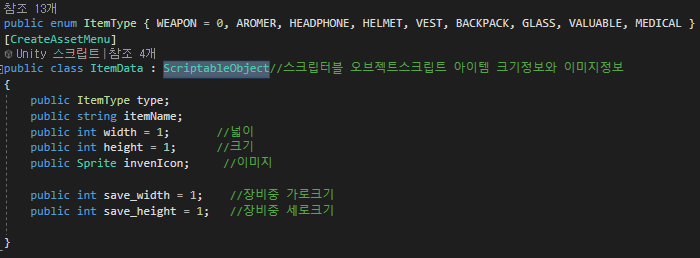 참조 13개
public enum ItemType { WEAPON = 0, AROMER, HEADPHONE, HELMET, VEST, BACKPACK, GLASS, VALUABLE, MEDICAL }
[CreateAssetMenu]
Unity 스크립트|참조 4개
public class ItemData : ScriptableObject//스크립터블 오브젝트스크립트 아이템 크기정보와 이미지정보
{
public ItemType type;
public string itemName;
public int width = 1; //넓이
public int height = 1; //크기
public Sprite invenIcon; //이미지
public int save_width = 1; //장비중 가로크기
public int save_height = 1; //장비중 세로크기
}